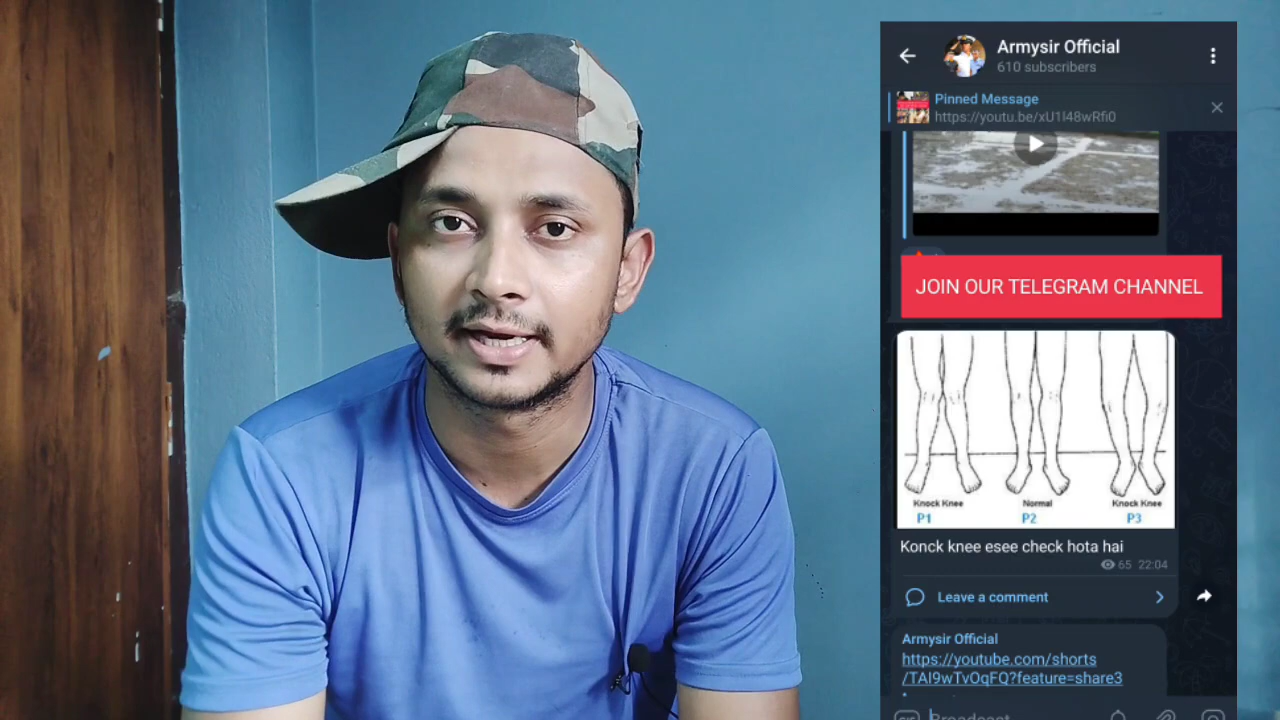 Armysir Official
610 subscribers
Pinned Message
https://youtu.be/xU1I48wRfi0
JOIN OUR TELEGRAM CHANNEL
Knock Knee Normal Knock Knee
P1 P2 P3
Konck knee esee check hota hai
65 22:04
Leave a comment
Armysir Official
https://youtube.com/shorts
/TAI9wTvOqFQ?feature=share3
Broadcast